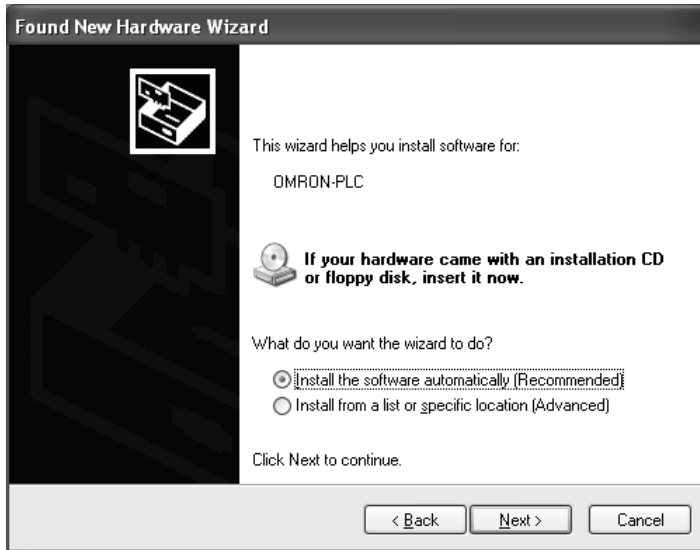 Found New Hardware Wizard
This wizard helps you install software for:
OMRON-PLC
If your hardware came with an installation CD
or floppy disk, insert it now.
What do you want the wizard to do?
Install the software automatically (Recommended)
Install from a list or specific location (Advanced)
Click Next to continue.
< Back Next > Cancel